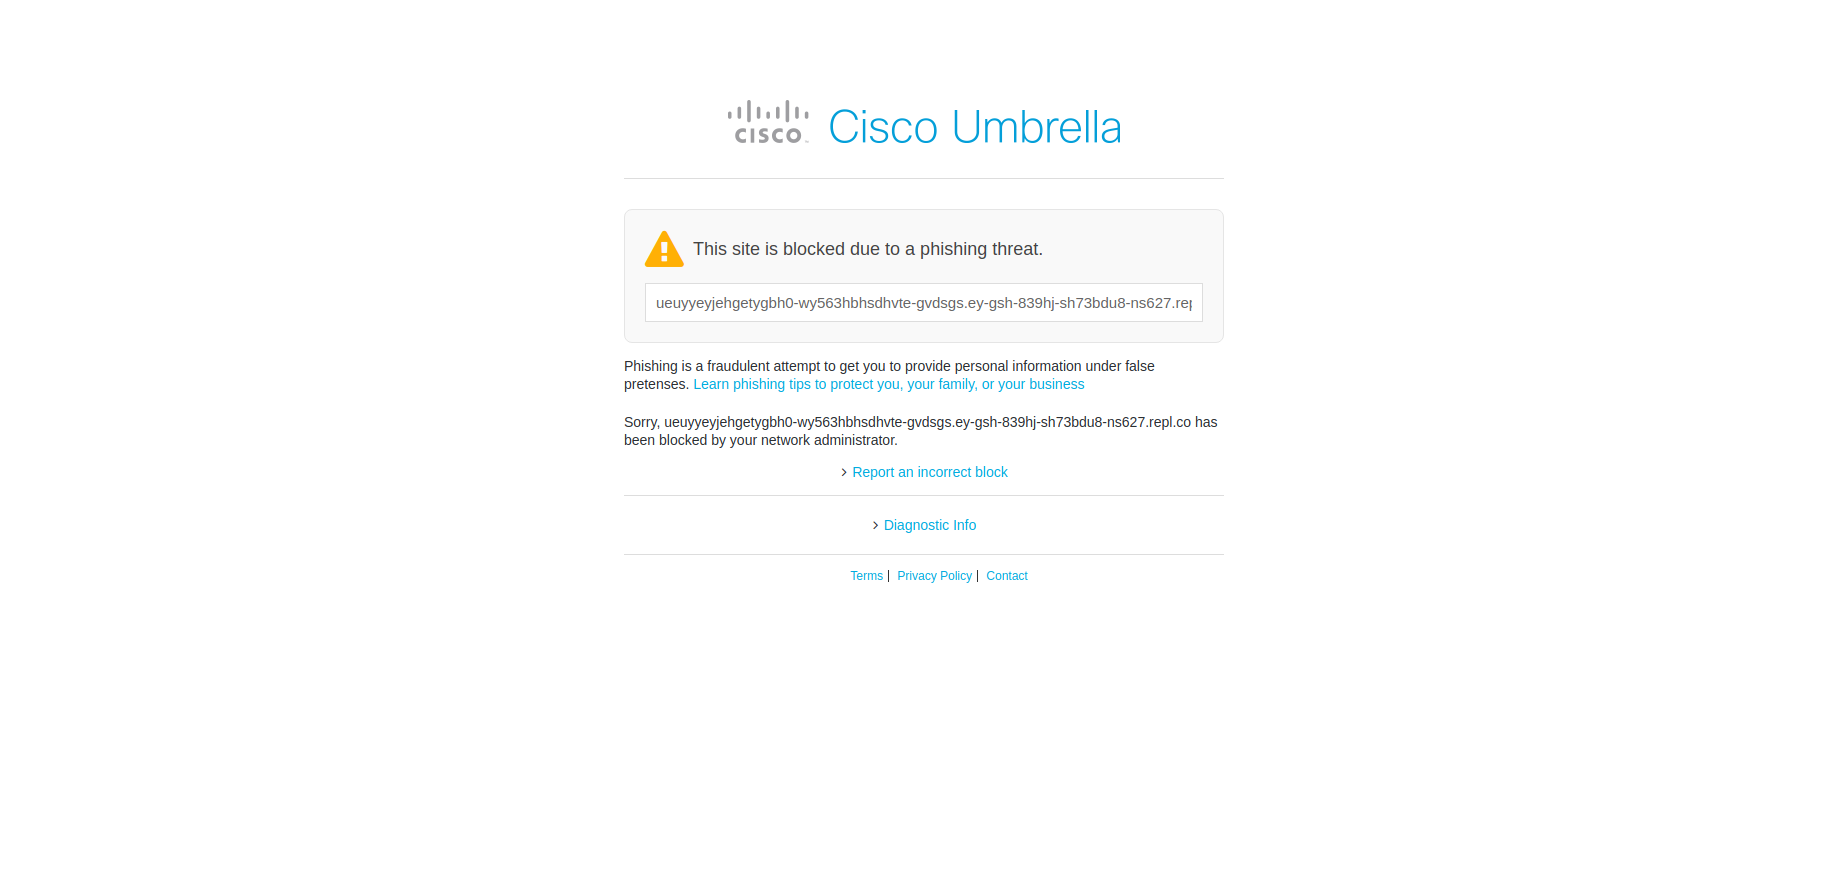 cisco
Cisco Umbrella
This site is blocked due to a phishing threat.
ueuyyeyjehgetygbh0-wy563hbhsdhvte-gvdsgs.ey-gsh-839hj-sh73bdu8-ns627.rep
Phishing is a fraudulent attempt to get you to provide personal information under false
pretenses. Learn phishing tips to protect you, your family, or your business
Sorry, ueuyyeyjehgetygbh0-wy563hbhsdhvte-gvdsgs.ey-gsh-839hj-sh73bdu8-ns627.repl.co has
been blocked by your network administrator.
Report an incorrect block
Diagnostic Info
Terms | Privacy Policy | Contact